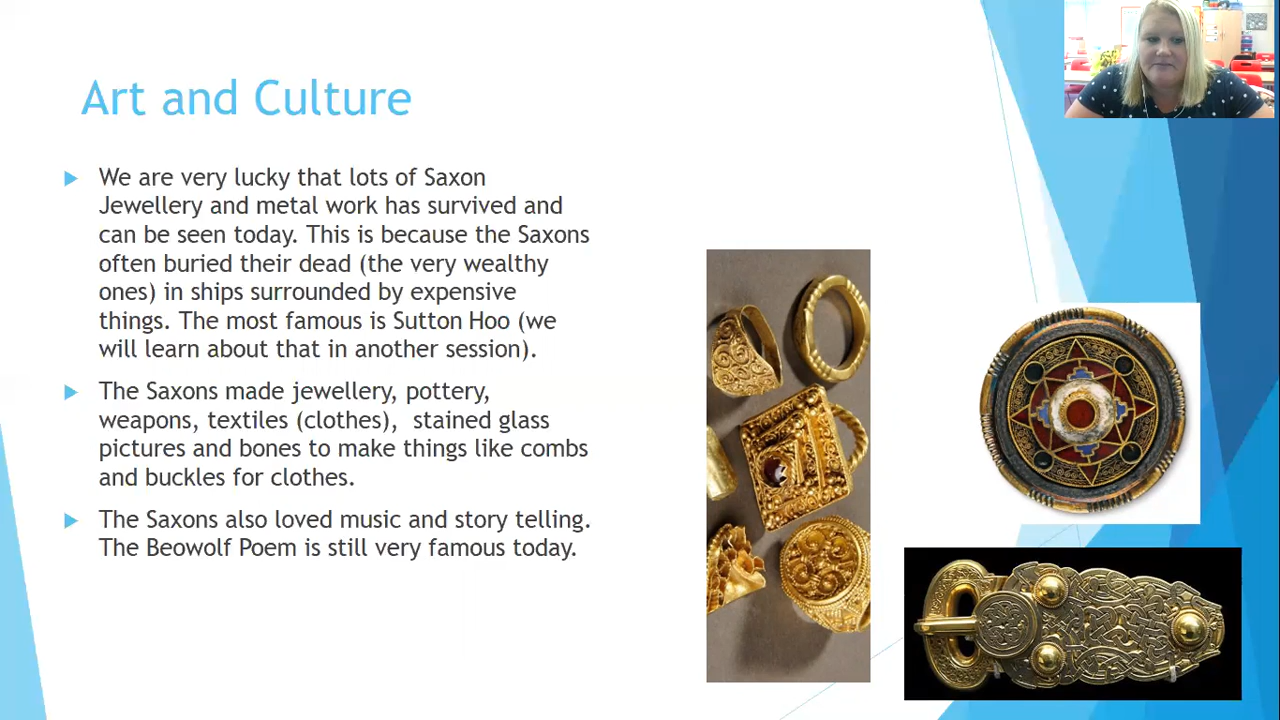 Art and Culture
We are very lucky that lots of Saxon
Jewellery and metal work has survived and
can be seen today. This is because the Saxons
often buried their dead (the very wealthy
ones) in ships surrounded by expensive
things. The most famous is Sutton Hoo (we
will learn about that in another session).
The Saxons made jewellery, pottery,
weapons, textiles (clothes),  stained glass
pictures and bones to make things like combs
and buckles for clothes.
The Saxons also loved music and story telling.
The Beowolf Poem is still very famous today.